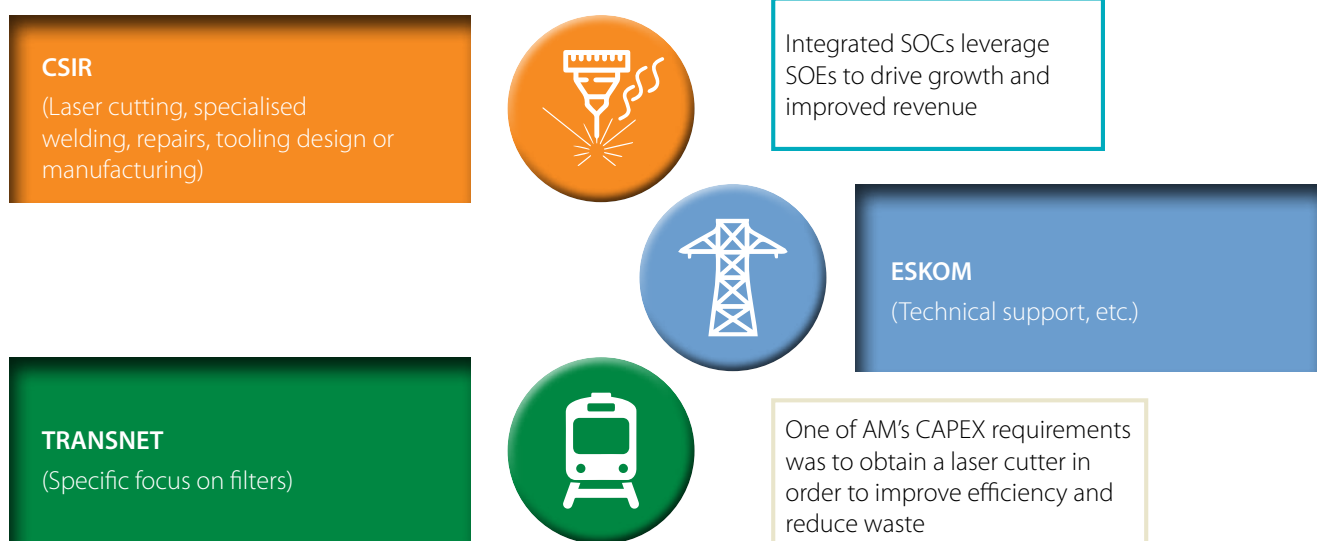 CSIR
(Laser cutting, specialised
welding, repairs, tooling design or
manufacturing)
Integrated SOCs leverage
SOEs to drive growth and
improved revenue
ESKOM
(Technical support, etc.)
TRANSNET
(Specific focus on filters)
One of AM’s CAPEX requirements
was to obtain a laser cutter in
order to improve efficiency and
reduce waste